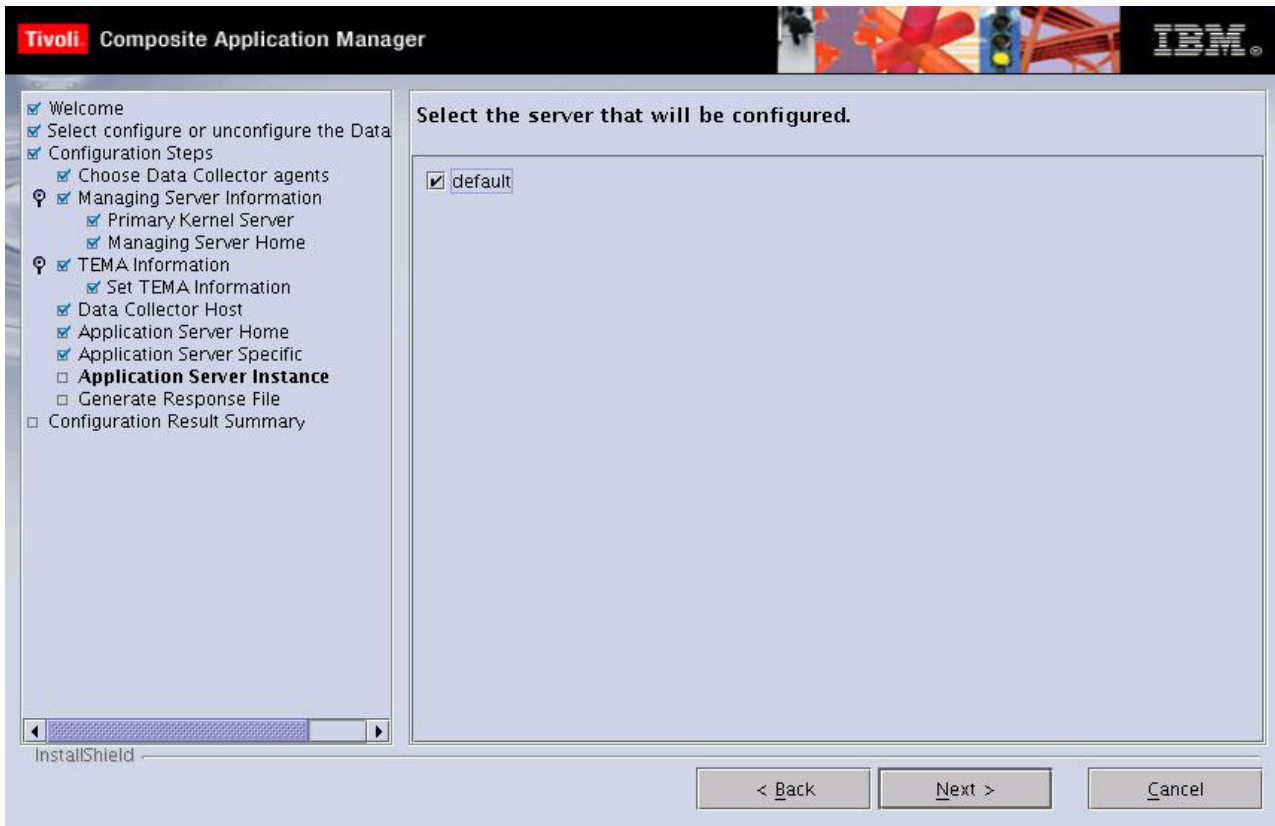 Tivoli. Composite Application Manager
IBM®
Welcome
Select configure or unconfigure the Data
Configuration Steps
Choose Data Collector agents
Managing Server Information
Primary Kernel Server
Managing Server Home
TEMA Information
Set TEMA Information
Data Collector Host
Application Server Home
Application Server Specific
Application Server Instance
Generate Response File
Configuration Result Summary
Select the server that will be configured.
default
InstallShield
< Back
Next >
Cancel